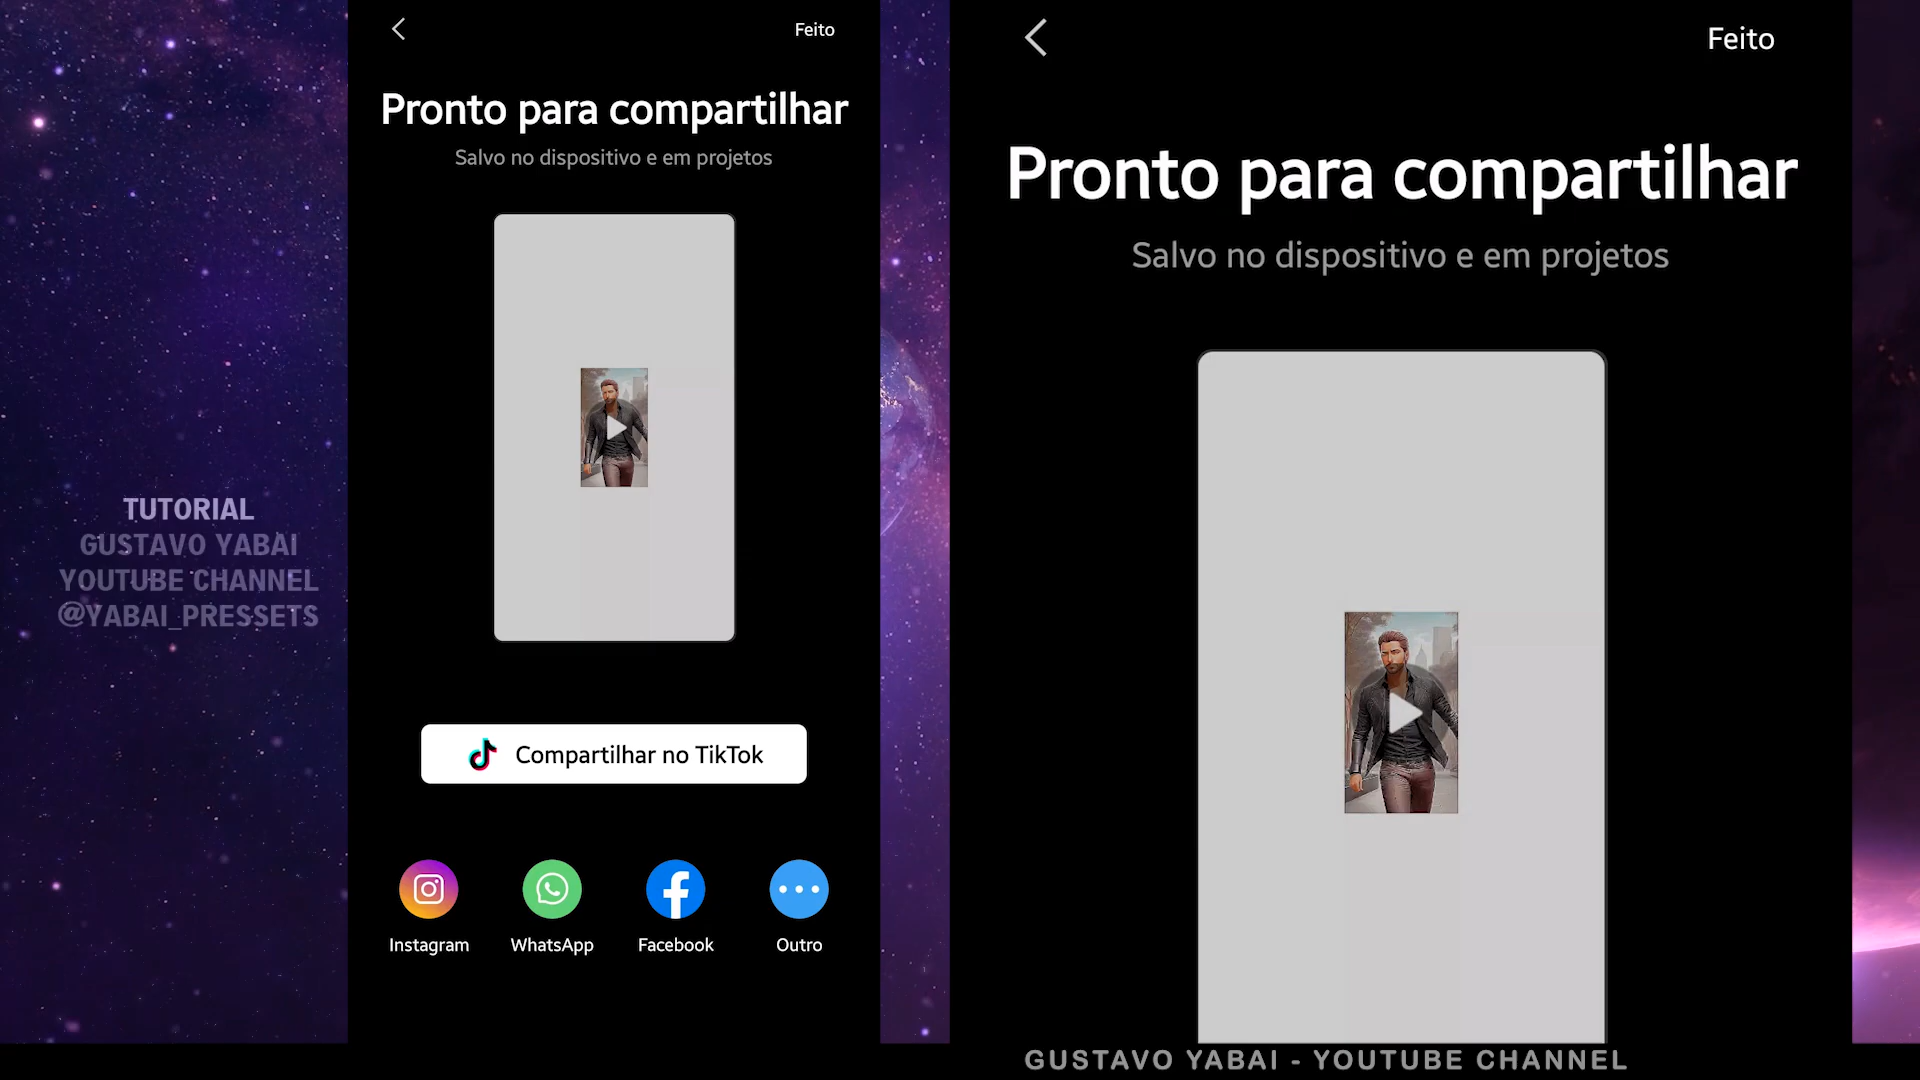 Feito
Pronto para compartilhar
Salvo no dispositivo e em projetos
TUTORIAL
GUSTAVO YABAI
YOUTUBE CHANNEL
@YABAI_PRESSETS
Compartilhar no TikTok
Instagram
WhatsApp
Facebook
Outro
Feito
Pronto para compartilhar
Salvo no dispositivo e em projetos
GUSTAVO YABAI - YOUTUBE CHANNEL